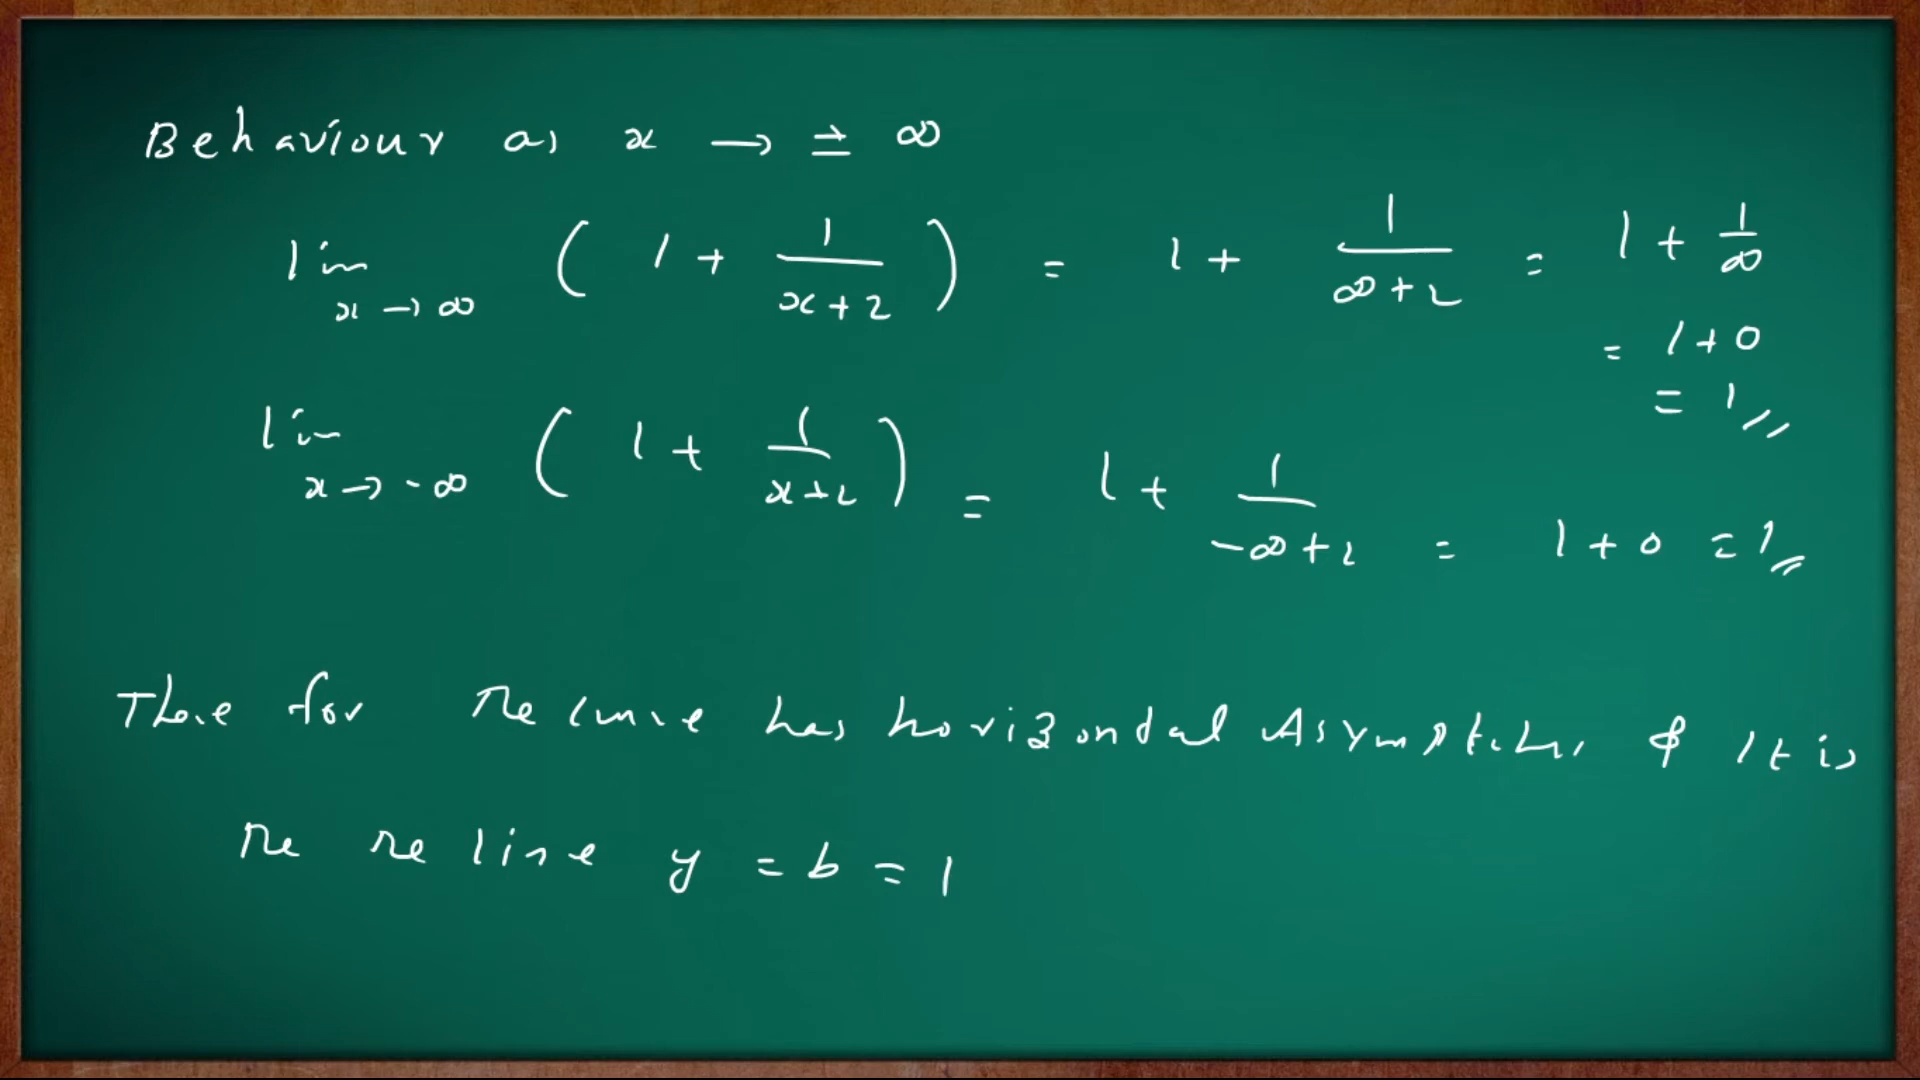 Behaviour as x → ± ∞
lim x → ∞ ( 1 + 1/(x+2) ) = 1 + 1/(∞+2) = 1 + 1/∞
= 1+0
= 1//
lim x → -∞ ( 1 + 1/(x+2) ) = 1 + 1/(-∞+2) = 1+0 = 1//
There for the curve has horizondal Asymptotes & It is
the the line y = b = 1